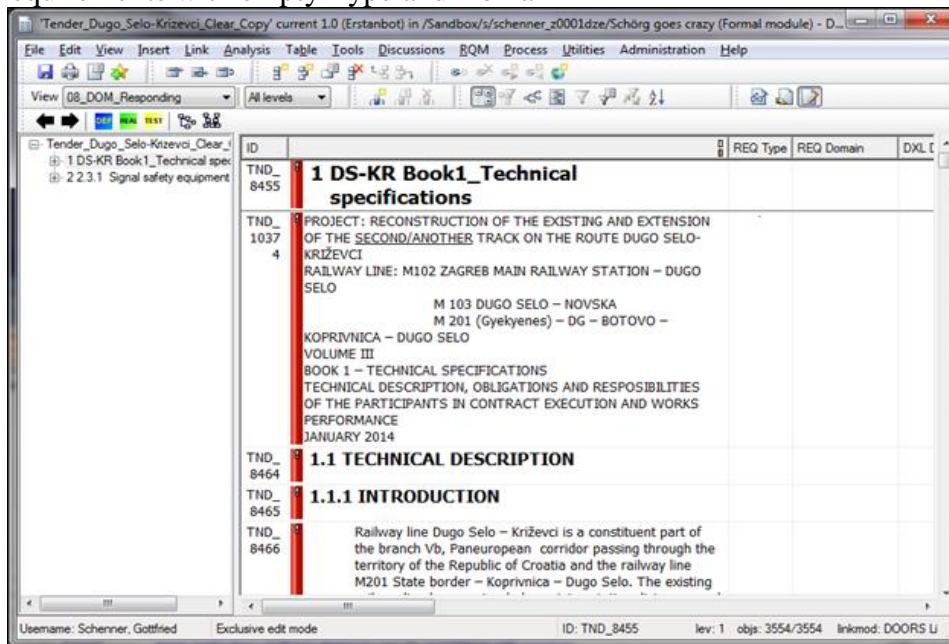 'Tender_Dugo_Selo-Krizevci_Clear_Copy' current 1.0 (Erstanbot) in /Sandbox/s/schenner_z0001dze/Schörg goes crazy (Formal module) - D...
File Edit View Insert Link Analysis Table Tools Discussions RQM Process Utilities Administration Help
View 08_DOM_Responding All levels
DEF REAL TEST
Tender_Dugo_Selo-Krizevci_Clear_
1 DS-KR Book1_Technical spec
2 2.3.1 Signal safety equipment
ID REQ Type REQ Domain DXL
TND_8455 1 DS-KR Book1_Technical
specifications
TND_
1037
4
PROJECT: RECONSTRUCTION OF THE EXISTING AND EXTENSION
OF THE SECOND/ANOTHER TRACK ON THE ROUTE DUGO SELO-
KRIŽEVCI
RAILWAY LINE: M102 ZAGREB MAIN RAILWAY STATION – DUGO
SELO
M 103 DUGO SELO – NOVSKA
M 201 (Gyekyenes) – DG – BOTOVO –
KOPRIVNICA – DUGO SELO
VOLUME III
BOOK 1 – TECHNICAL SPECIFICATIONS
TECHNICAL DESCRIPTION, OBLIGATIONS AND RESPOSIBILITIES
OF THE PARTICIPANTS IN CONTRACT EXECUTION AND WORKS
PERFORMANCE
JANUARY 2014
TND_
8464
1.1 TECHNICAL DESCRIPTION
TND_
8465
1.1.1 INTRODUCTION
TND_
8466
Railway line Dugo Selo – Križevci is a constituent part of
the branch Vb, Paneuropean corridor passing through the
territory of the Republic of Croatia and the railway line
M201 State border – Koprivnica – Dugo Selo. The existing
Username: Schenner, Gottfried Exclusive edit mode ID: TND_8455 lev: 1 objs: 3554/3554 linkmod: DOORS Li